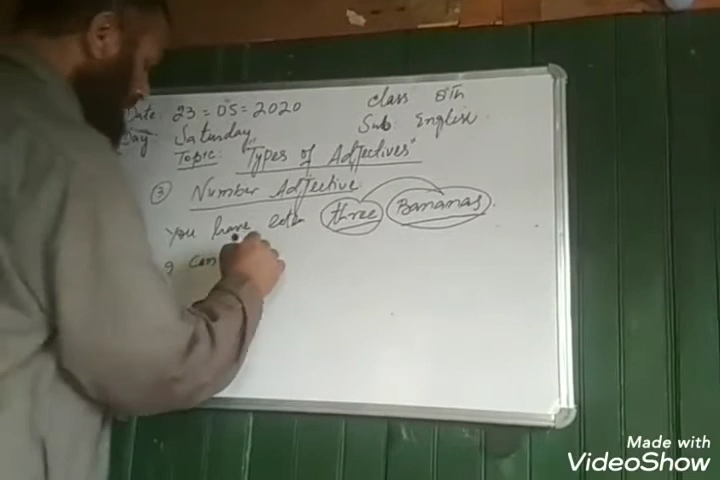 Date: 23=05=2020
Class 8th
Day: Saturday
Sub: English
Topic: "Types of Adjectives"
③ Number Adjective
You have eaten three Bananas.
I can
Made with
VideoShow